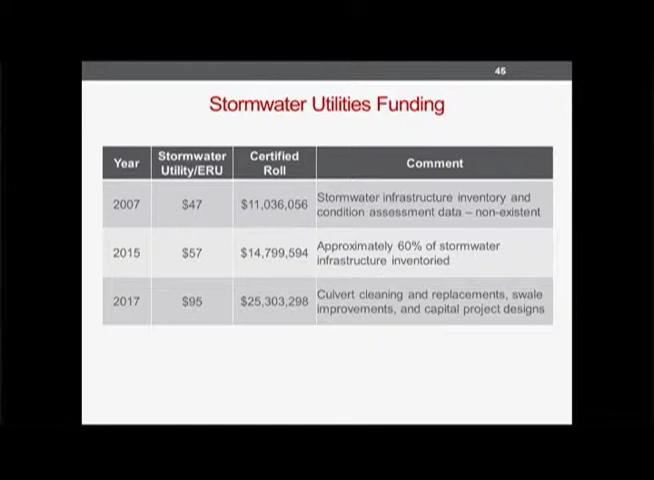 45
Stormwater Utilities Funding
Year
Stormwater
Utility/ERU
Certified
Roll
Comment
2007
$47
$11,036,056
Stormwater infrastructure inventory and
condition assessment data – non-existent
2015
$57
$14,799,594
Approximately 60% of stormwater
infrastructure inventoried
2017
$95
$25,303,298
Culvert cleaning and replacements, swale
improvements, and capital project designs